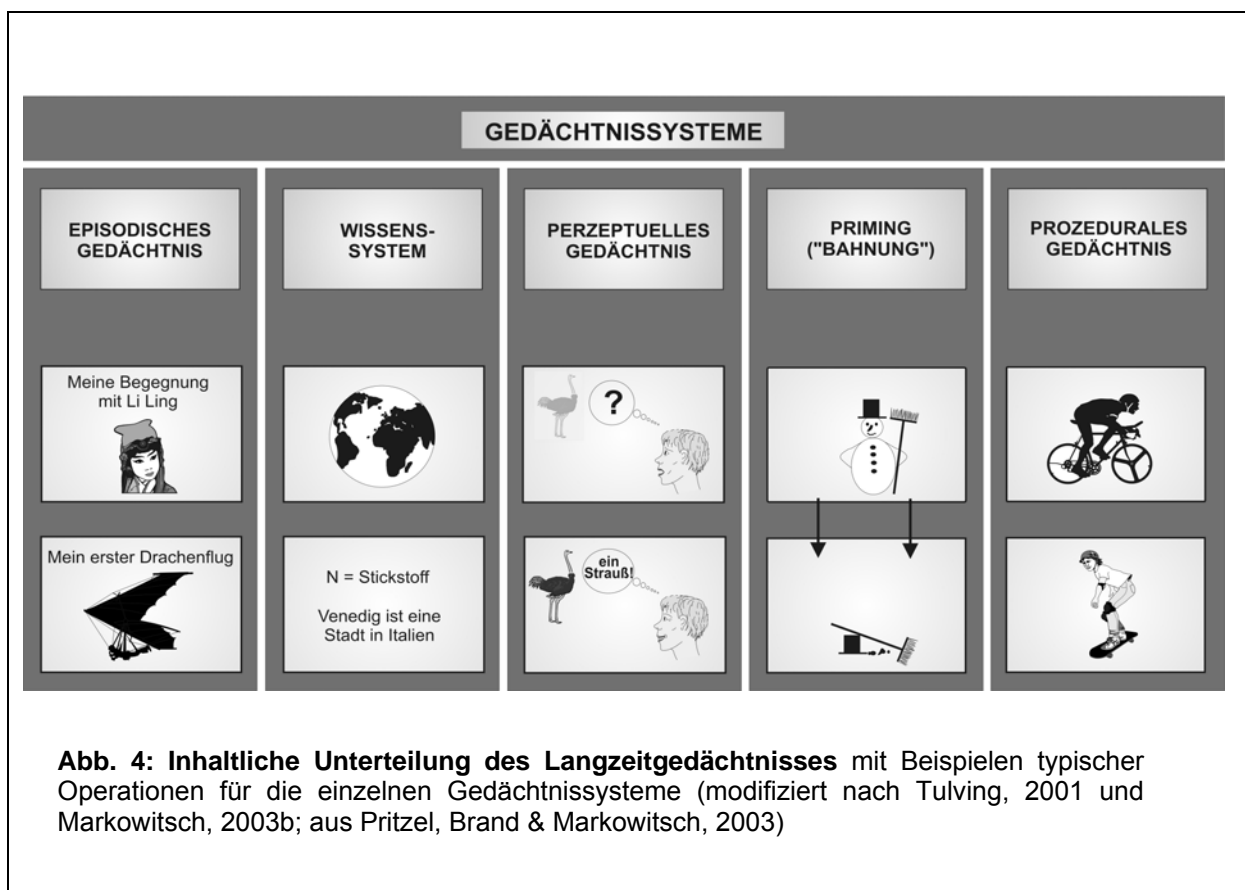 GEDÄCHTNISSYSTEME
EPISODISCHES
GEDÄCHTNIS
WISSENS-
SYSTEM
PERZEPTUELLES
GEDÄCHTNIS
PRIMING
("BAHNUNG")
PROZEDURALES
GEDÄCHTNIS
Meine Begegnung
mit Li Ling
?
Mein erster Drachenflug
N = Stickstoff
Venedig ist eine
Stadt in Italien
ein
Strauß!
Abb. 4: Inhaltliche Unterteilung des Langzeitgedächtnisses mit Beispielen typischer
Operationen für die einzelnen Gedächtnissysteme (modifiziert nach Tulving, 2001 und
Markowitsch, 2003b; aus Pritzel, Brand & Markowitsch, 2003)